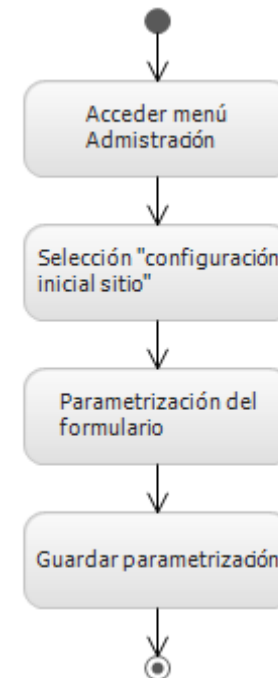 Acceder menú
Admistración
Selección "configuración
inicial sitio"
Parametrización del
formulario
Guardar parametrización